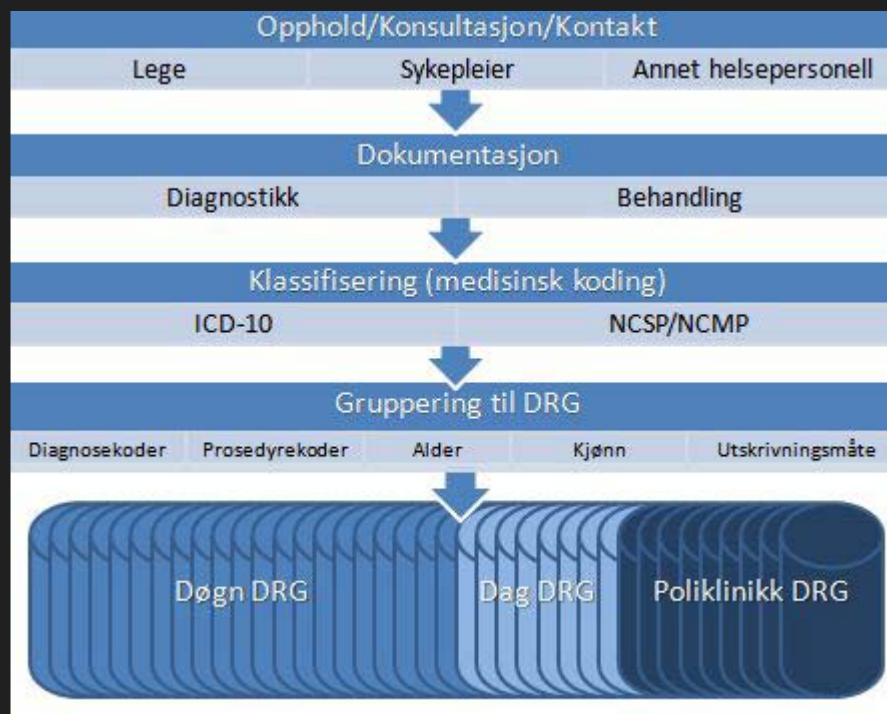 Opphold/Konsultasjon/Kontakt
Lege Sykepleier Annet helsepersonell
Dokumentasjon
Diagnostikk Behandling
Klassifisering (medisinsk koding)
ICD-10 NCSP/NCMP
Gruppering til DRG
Diagnosekoder Prosedyrekoder Alder Kjønn Utskrivningsmåte
Døgn DRG Dag DRG Poliklinikk DRG